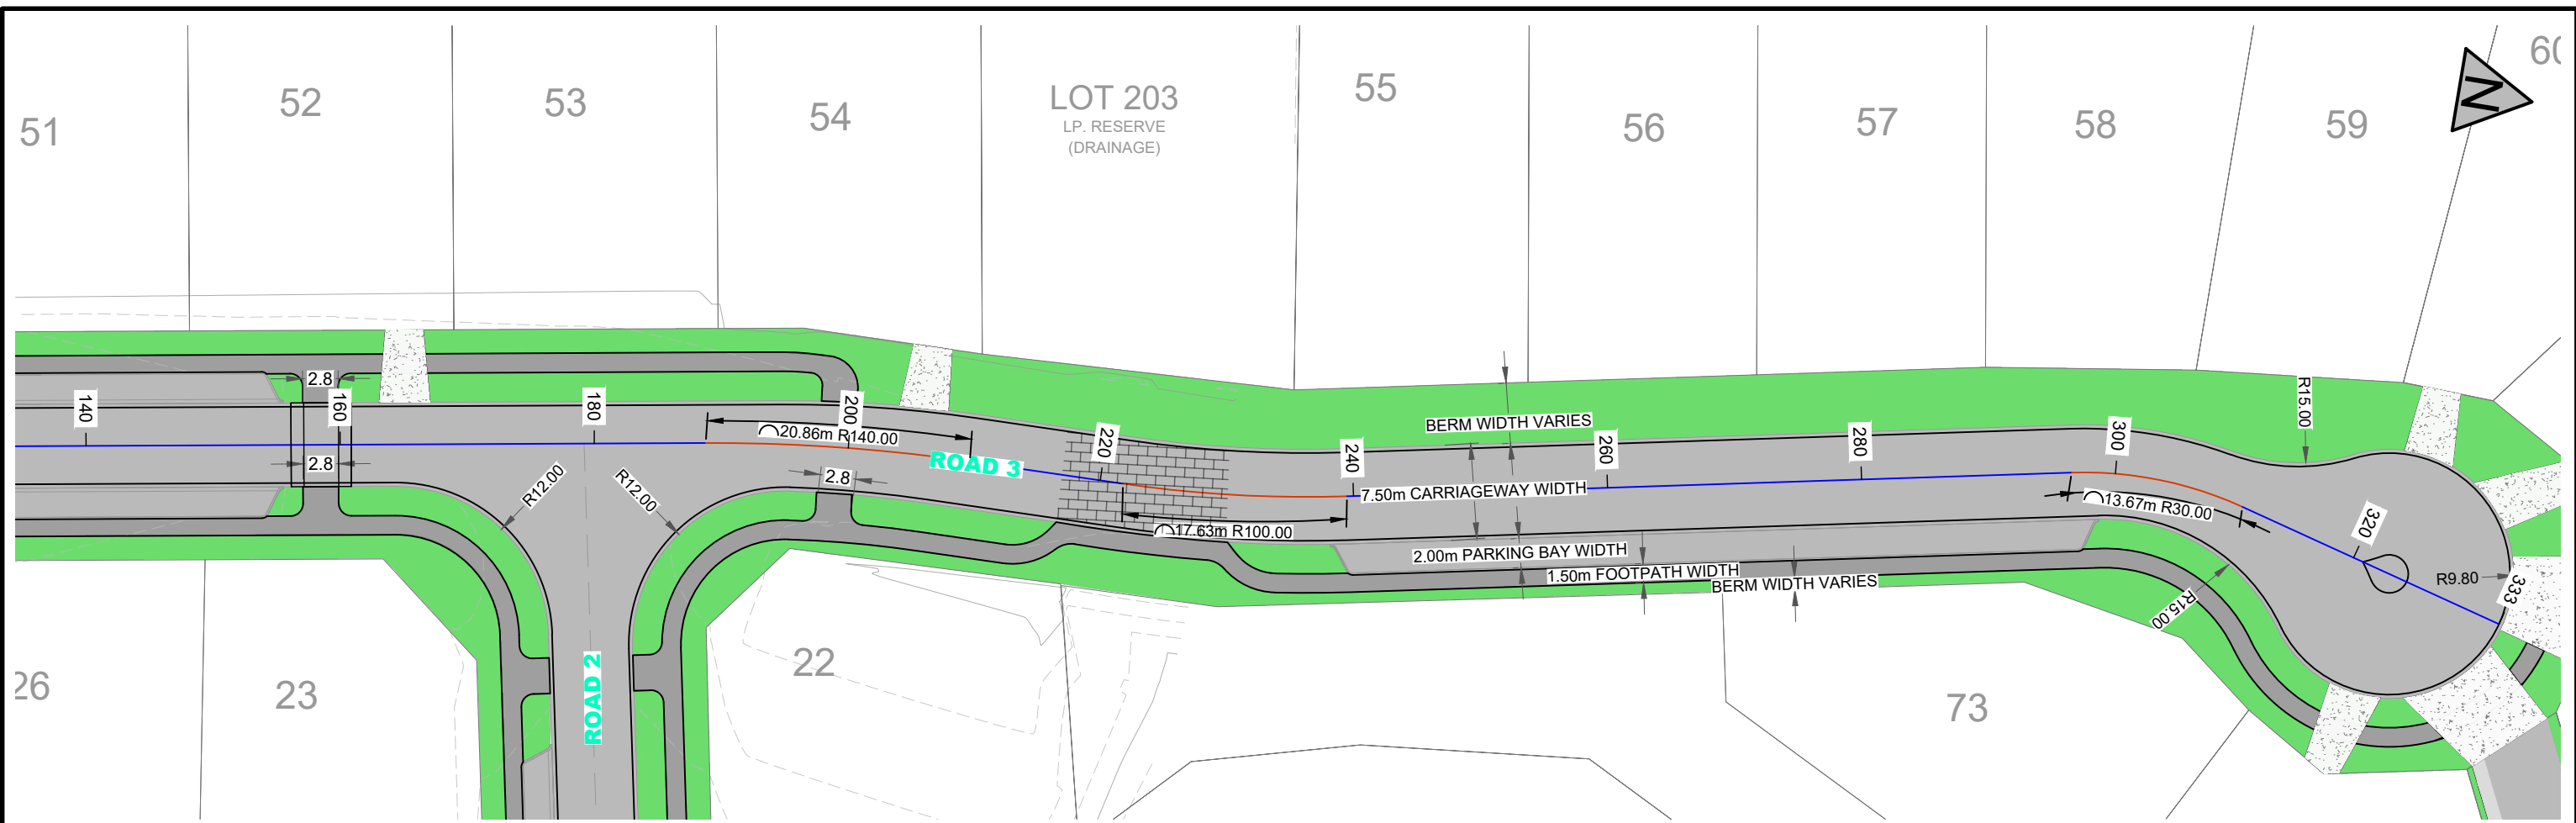 51
52
53
54
LOT 203
LP. RESERVE
(DRAINAGE)
55
56
57
58
59
60
N
140
2.8
160
2.8
180
R12.00
R12.00
200
20.86m R140.00
2.8
ROAD 3
220
17.63m R100.00
240
BERM WIDTH VARIES
7.50m CARRIAGEWAY WIDTH
260
2.00m PARKING BAY WIDTH
1.50m FOOTPATH WIDTH
BERM WIDTH VARIES
280
300
13.67m R30.00
R15.00
R15.00
320
R9.80
333
26
23
ROAD 2
22
73